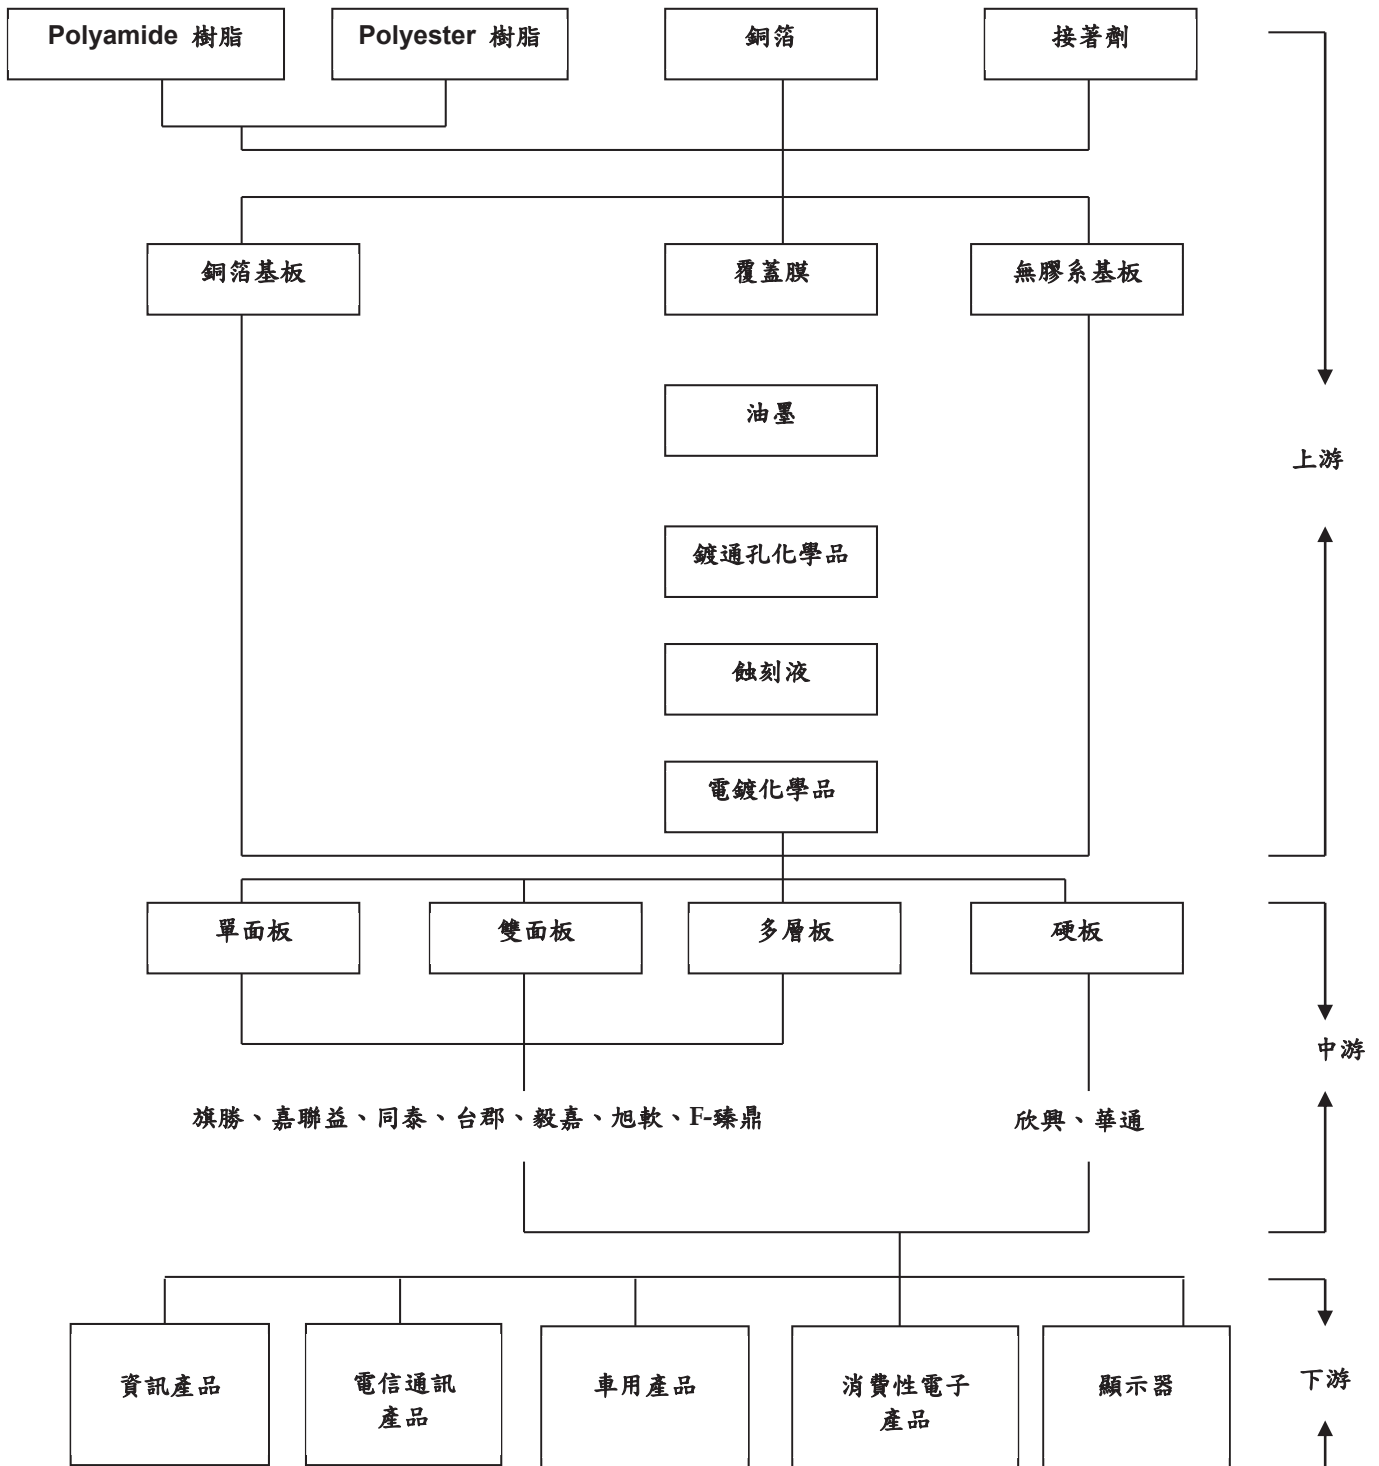 Polyamide 樹脂
Polyester 樹脂
銅箔
接著劑
銅箔基板
覆蓋膜
無膠系基板
油墨
上游
鍍通孔化學品
蝕刻液
電鍍化學品
單面板
雙面板
多層板
硬板
中游
旗勝、嘉聯益、同泰、台郡、毅嘉、旭軟、F-臻鼎
欣興、華通
資訊產品
電信通訊
產品
車用產品
消費性電子
產品
顯示器
下游